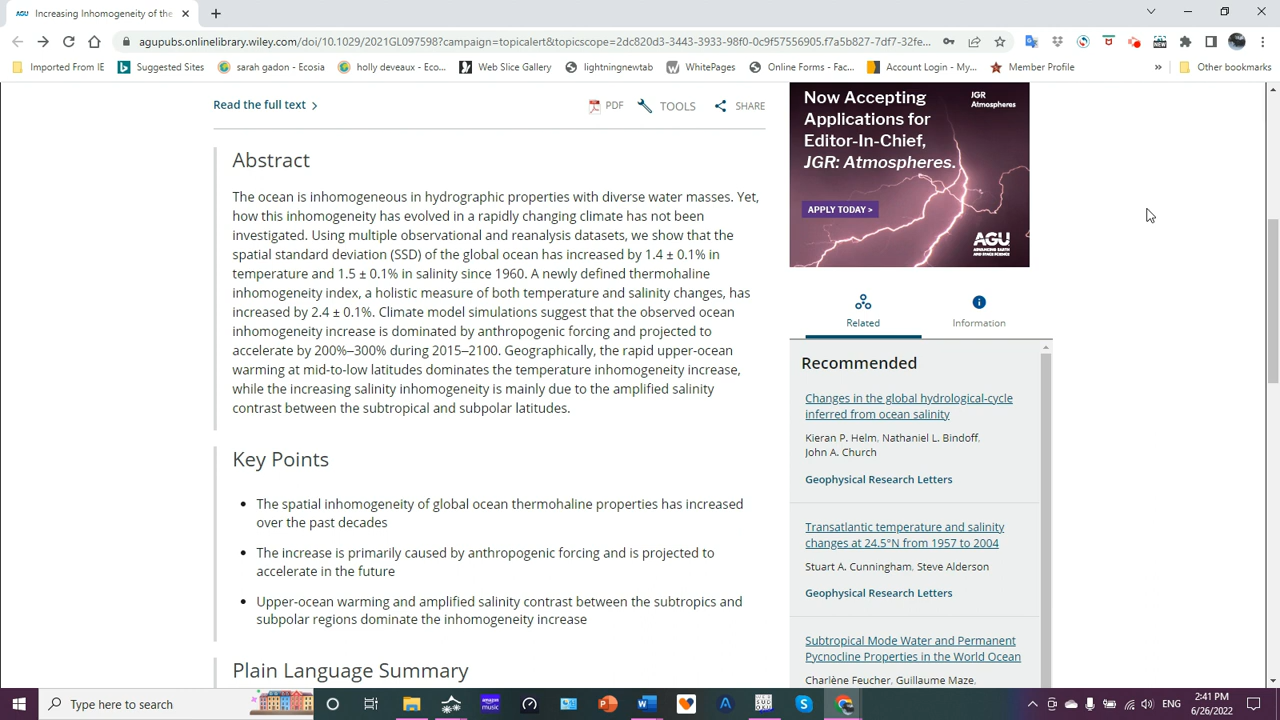 Increasing Inhomogeneity of the
agupubs.onlinelibrary.wiley.com/doi/10.1029/2021GL097598?campaign=topicalert&topicscope=2dc820d3-3443-3933-98f0-0c9f57556905.f7a5b827-7df7-32fe...
Imported From IE
Suggested Sites
sarah gadon - Ecosia
holly deveaux - Eco...
Web Slice Gallery
lightningnewtab
WhitePages
Online Forms - Fac...
Account Login - My...
Member Profile
»
Other bookmarks
Read the full text >
PDF
TOOLS
SHARE
Abstract
The ocean is inhomogeneous in hydrographic properties with diverse water masses. Yet,
how this inhomogeneity has evolved in a rapidly changing climate has not been
investigated. Using multiple observational and reanalysis datasets, we show that the
spatial standard deviation (SSD) of the global ocean has increased by 1.4 ± 0.1% in
temperature and 1.5 ± 0.1% in salinity since 1960. A newly defined thermohaline
inhomogeneity index, a holistic measure of both temperature and salinity changes, has
increased by 2.4 ± 0.1%. Climate model simulations suggest that the observed ocean
inhomogeneity increase is dominated by anthropogenic forcing and projected to
accelerate by 200%–300% during 2015–2100. Geographically, the rapid upper-ocean
warming at mid-to-low latitudes dominates the temperature inhomogeneity increase,
while the increasing salinity inhomogeneity is mainly due to the amplified salinity
contrast between the subtropical and subpolar latitudes.
Key Points
• The spatial inhomogeneity of global ocean thermohaline properties has increased
over the past decades
• The increase is primarily caused by anthropogenic forcing and is projected to
accelerate in the future
• Upper-ocean warming and amplified salinity contrast between the subtropics and
subpolar regions dominate the inhomogeneity increase
Plain Language Summary
Now Accepting
Applications for
Editor-In-Chief,
JGR: Atmospheres.
JGR
Atmospheres
APPLY TODAY >
AGU
ADVANCING EARTH
AND SPACE SCIENCE
Related
Information
Recommended
Changes in the global hydrological-cycle
inferred from ocean salinity
Kieran P. Helm, Nathaniel L. Bindoff,
John A. Church
Geophysical Research Letters
Transatlantic temperature and salinity
changes at 24.5°N from 1957 to 2004
Stuart A. Cunningham, Steve Alderson
Geophysical Research Letters
Subtropical Mode Water and Permanent
Pycnocline Properties in the World Ocean
Charlène Feucher, Guillaume Maze,
Type here to search
amazon
music
ENG
2:41 PM
6/26/2022